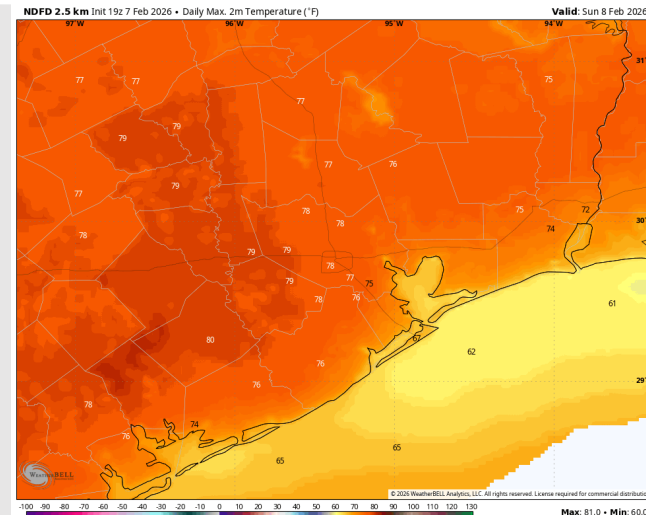 NDFD 2.5 km Init 19z 7 Feb 2026 • Daily Max. 2m Temperature (°F)
Valid: Sun 8 Feb 2026
97°W 96°W 95°W 94°W
31°
77 77 75
77
79 79
77 76
79
77
78 75 72
78 30°
78 74
79 79
78
79 77 75
78 76
61
67
80 62
76 29°
76
78
74
76
65
65
WEATHERBELL
© 2026 WeatherBELL Analytics, LLC. All rights reserved. License required for commercial distributio
-100 -90 -80 -70 -60 -50 -40 -30 -20 -10 0 10 20 30 40 50 60 70 80 90 100 110 120 130
Max: 81.0 • Min: 60.0